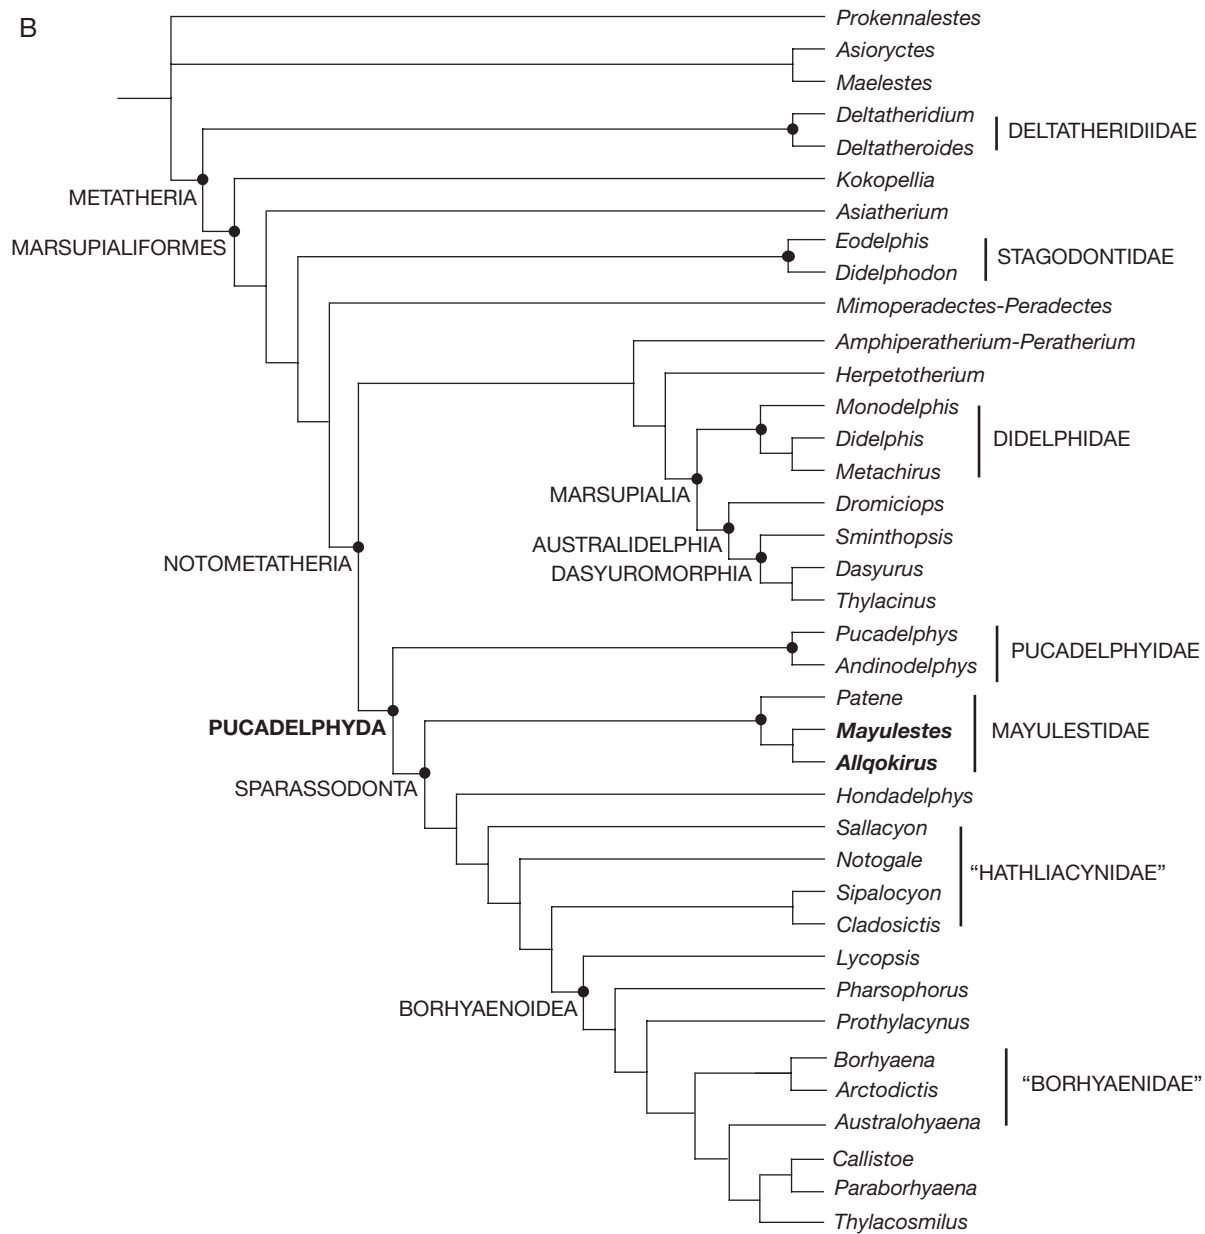 B
Prokennalestes
Asioryctes
Maelestes
Deltatheridium
DELTATHERIDIIDAE
Deltatheroides
METATHERIA
Kokopellia
MARSUPIALIFORMES
Asiatherium
Eodelphis
STAGODONTIDAE
Didelphodon
Mimoperadectes-Peradectes
Amphiperatherium-Peratherium
Herpetotherium
Monodelphis
Didelphis
DIDELPHIDAE
Metachirus
MARSUPIALIA
Dromiciops
Sminthopsis
AUSTRALIDELPHIA
NOTOMETATHERIA
DASYUROMORPHIA
Dasyurus
Thylacinus
Pucadelphys
PUCADELPHYIDAE
Andinodelphys
Patene
PUCADELPHYDA
Mayulestes
MAYULESTIDAE
Allqokirus
SPARASSODONTA
Hondadelphys
Sallacyon
Notogale
“HATHLIACYNIDAE”
Sipalocyon
Cladosictis
Lycopsis
Pharsophorus
BORHYAENOIDEA
Prothylacynus
Borhyaena
“BORHYAENIDAE”
Arctodictis
Australohyaena
Callistoe
Paraborhyaena
Thylacosmilus